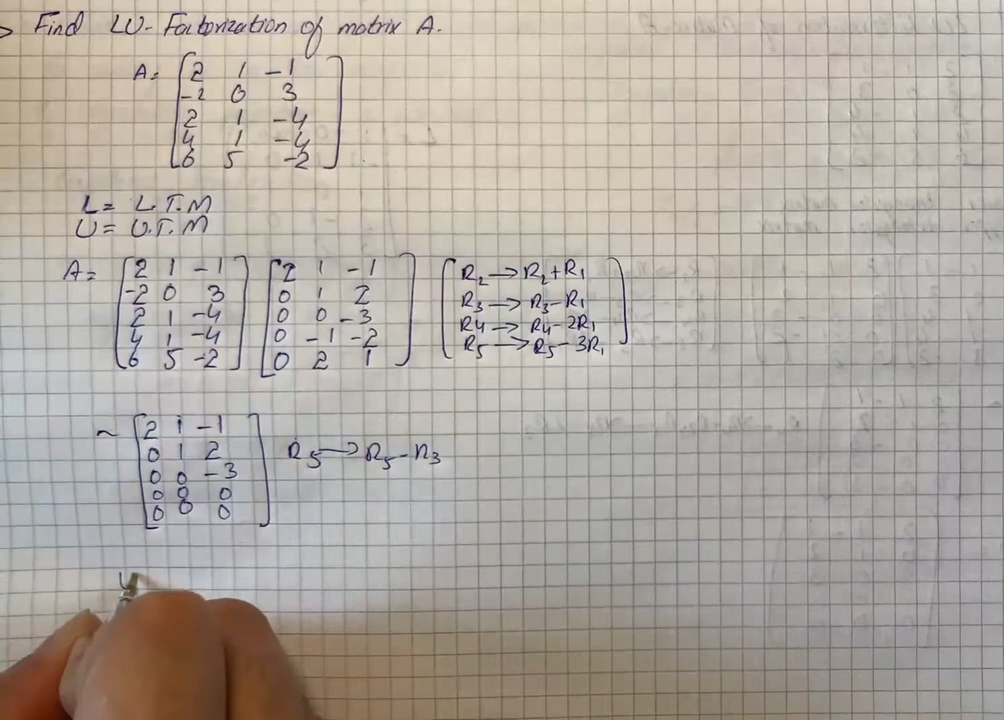 > Find LU-Factorization of matrix A.
A= [ 2 1 -1
-2 0 3
2 1 -4
4 1 -4
6 5 -2 ]
L= L.T.M
U= U.T.M
A= [ 2 1 -1 ] [ 2 1 -1 ] [ R2 → R2+R1
-2 0 3 0 1 2 R3 → R3-R1
2 1 -4 0 0 -3 R4 → R4-2R1
4 1 -4 0 -1 -2 R5 → R5-3R1 ]
6 5 -2 0 2 1
~ [ 2 1 -1
0 1 2 ] R5 → R5-R3
0 0 -3
0 0 0
0 0 0